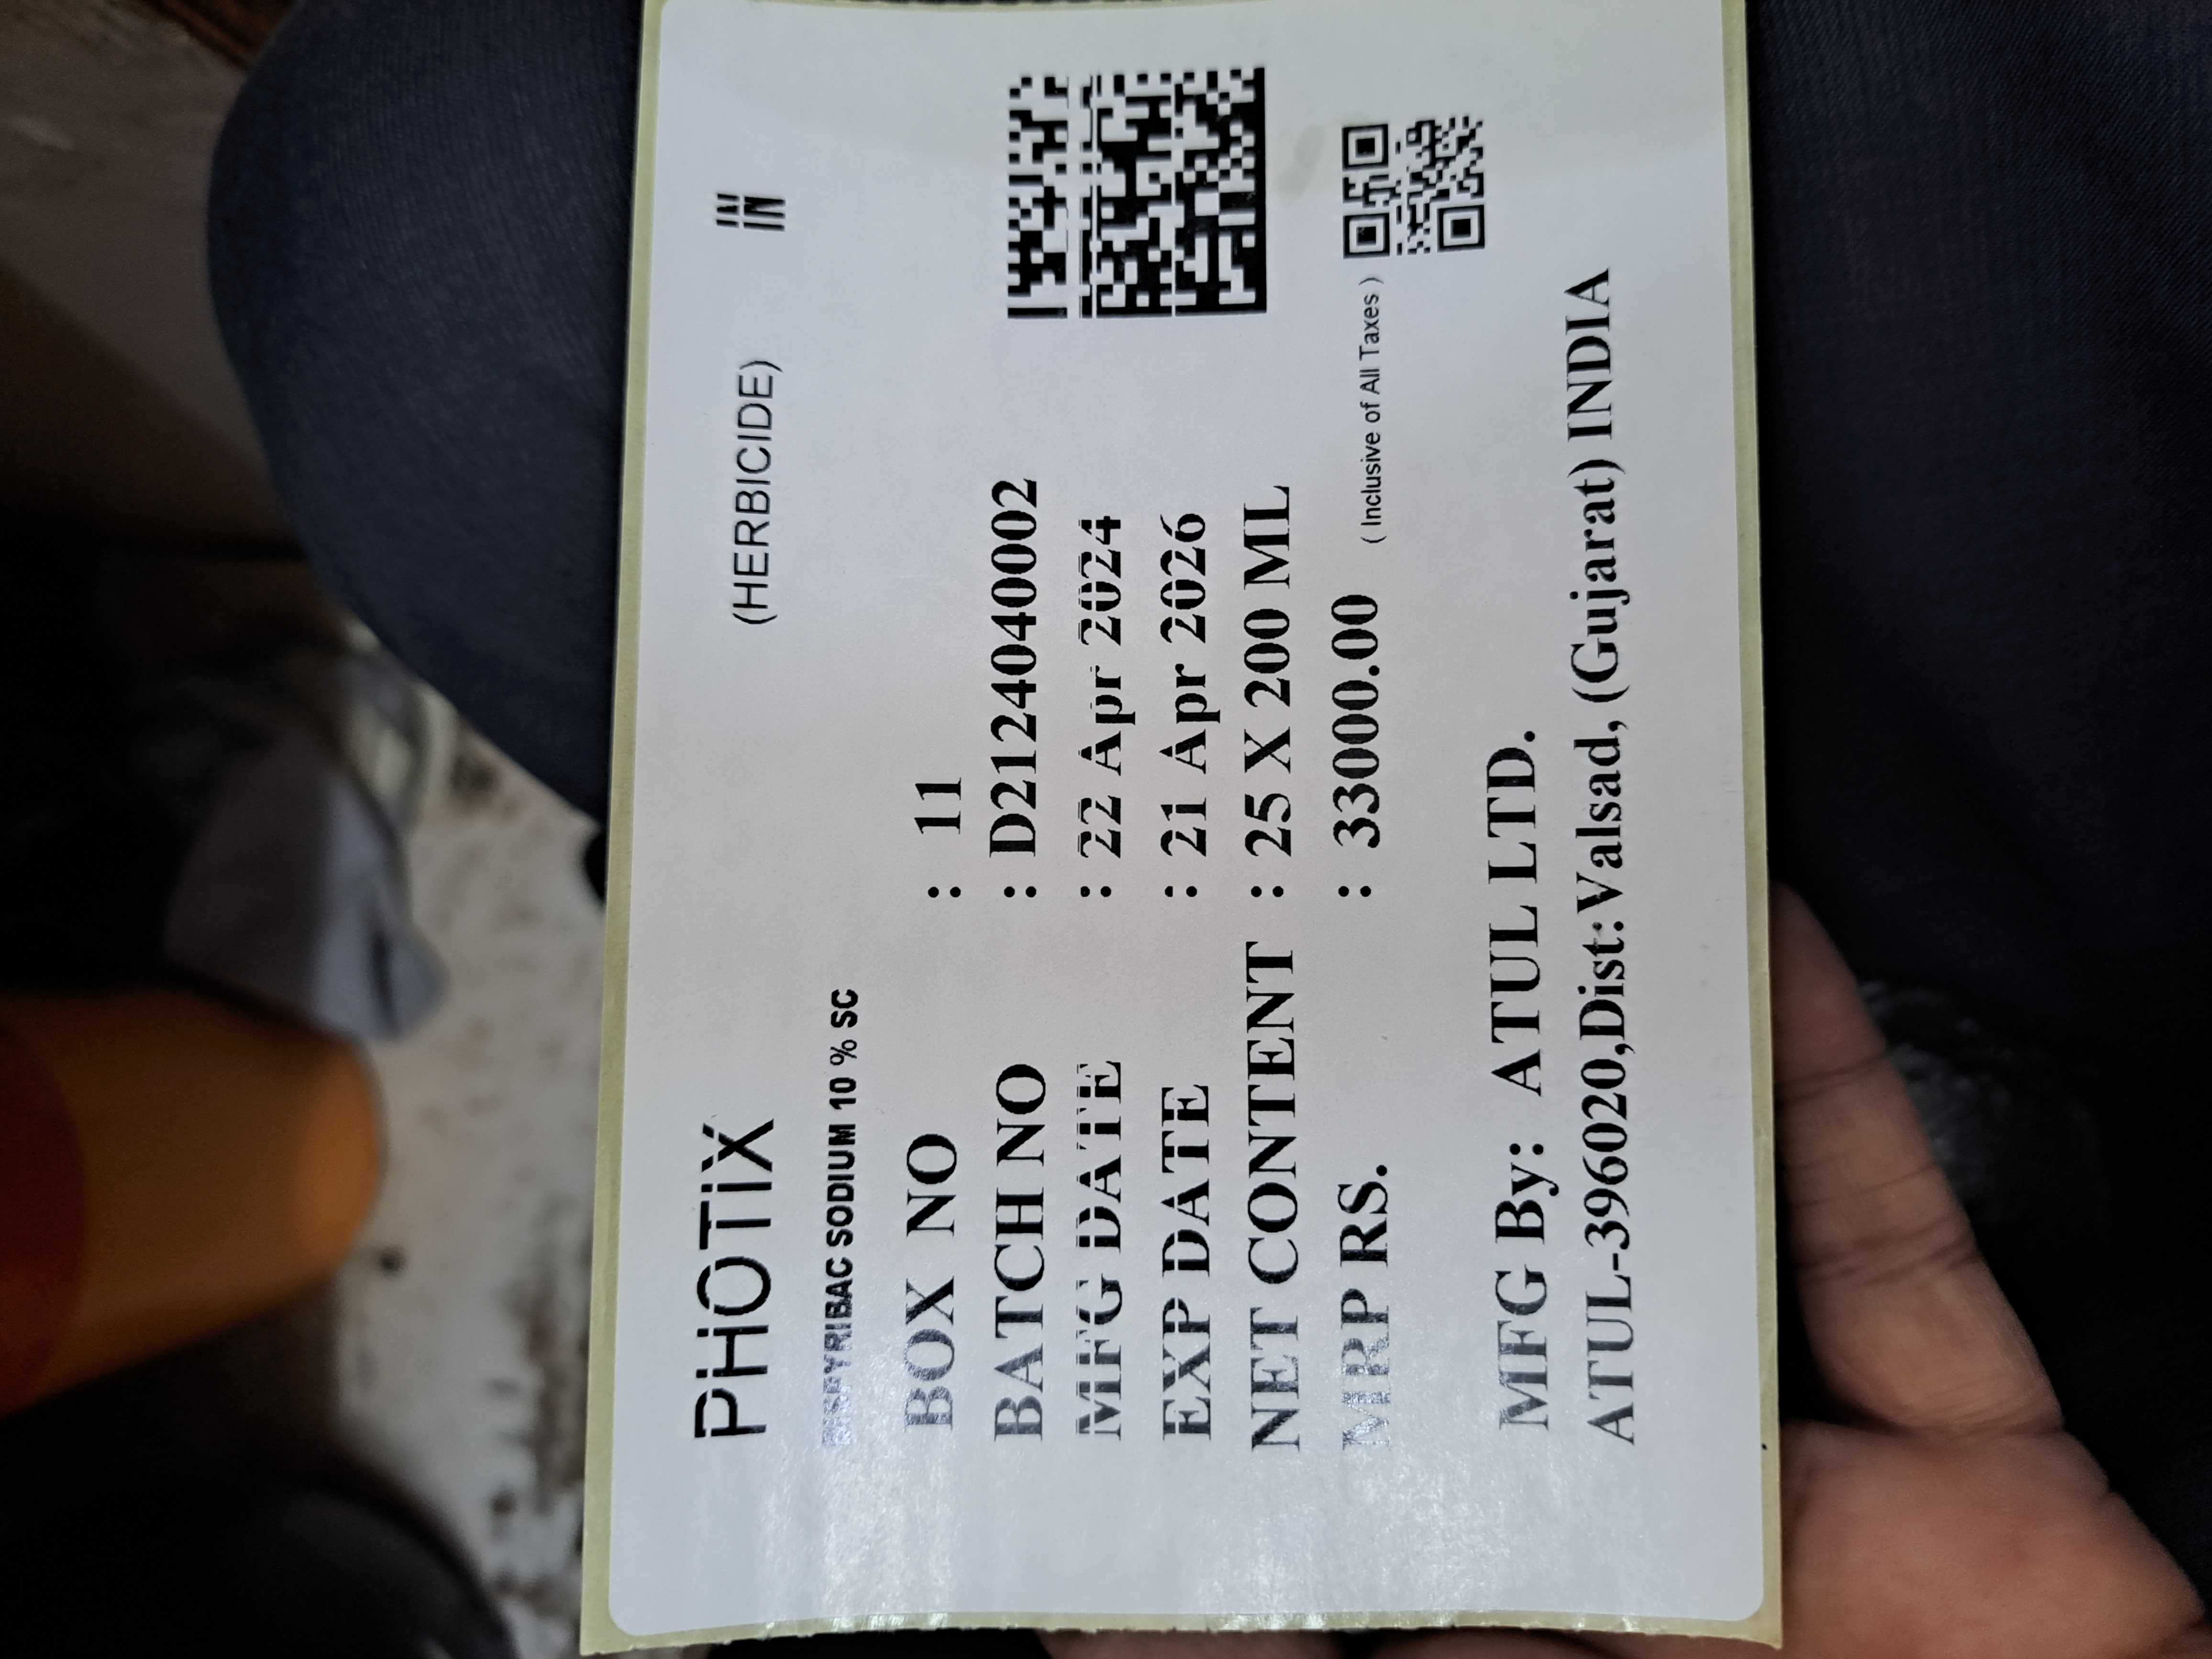 PHOTIX (HERBICIDE) IN
BISPYRIBAC SODIUM 10 % SC
BOX NO : 11
BATCH NO : D2124040002
MFG DATE : 22 Apr 2024
EXP DATE : 21 Apr 2026
NET CONTENT : 25 X 200 ML
MRP RS. : 33000.00 ( Inclusive of All Taxes )
MFG By: ATUL LTD.
ATUL-396020,Dist:Valsad, (Gujarat) INDIA